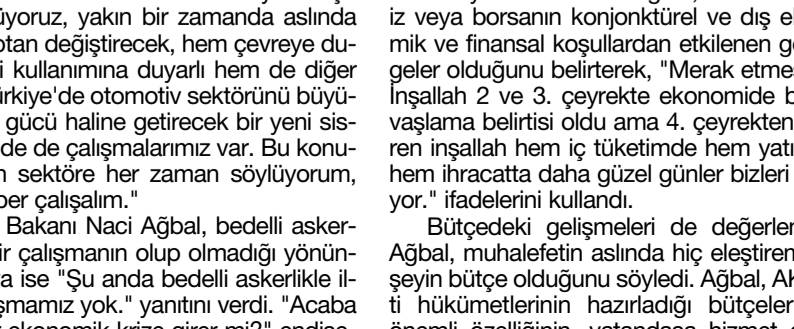 üyoruz, yakın bir zamanda aslında
ptan değiştirecek, hem çevreye du-
i kullanımına duyarlı hem de diğer
ürkiye'de otomotiv sektörünü büyü-
gücü haline getirecek bir yeni sis-
de de çalışmalarımız var. Bu konu-
n sektöre her zaman söylüyorum,
ber çalışalım."
Bakanı Naci Ağbal, bedelli asker-
ir çalışmanın olup olmadığı yönün-
a ise "Şu anda bedelli askerlikle il-
şmamız yok." yanıtını verdi. "Acaba
ekonomik krize girer mi?" endişe-
iz veya borsanın konjonktürel ve dış el
mik ve finansal koşullardan etkilenen g
geler olduğunu belirterek, "Merak etmes
İnşallah 2 ve 3. çeyrekte ekonomide b
vaşlama belirtisi oldu ama 4. çeyrekten
ren inşallah hem iç tüketimde hem yatı
hem ihracatta daha güzel günler bizleri
yor." ifadelerini kullandı.
Bütçedeki gelişmeleri de değerler
Ağbal, muhalefetin aslında hiç eleştirem
şeyin bütçe olduğunu söyledi. Ağbal, AK
ti hükümetlerinin hazırladığı bütçeler
önemli özelliğinin, vatandaşa hizmet